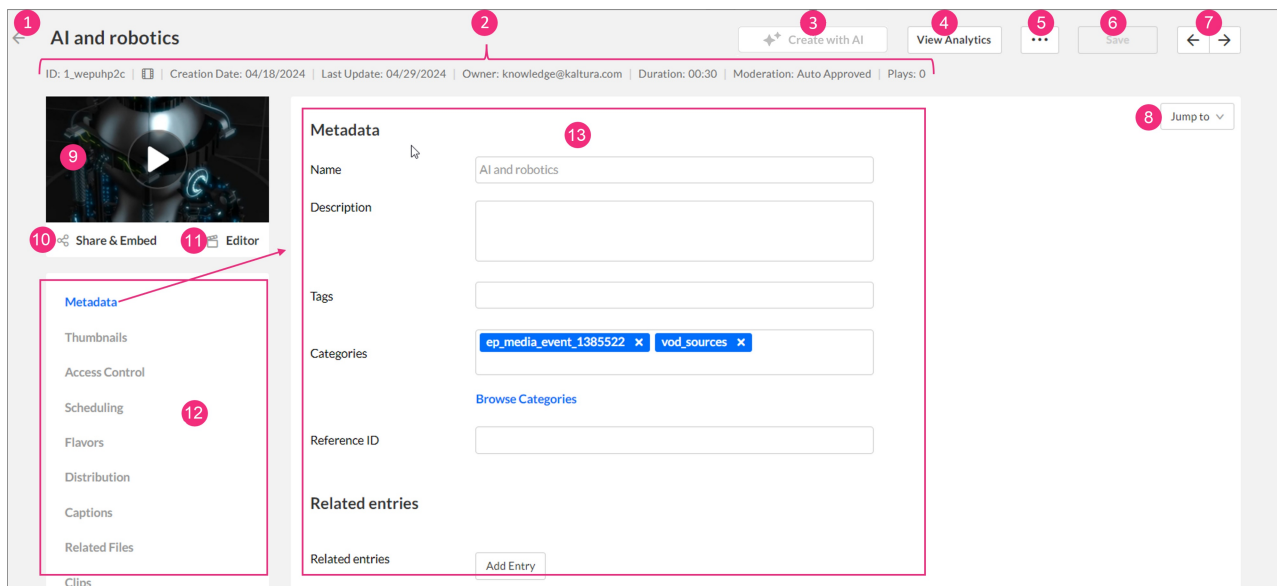 1 2 3 4 5 6 7
AI and robotics Create with AI View Analytics ... Save
ID: 1_wepuhp2c | Creation Date: 04/18/2024 | Last Update: 04/29/2024 | Owner: knowledge@kaltura.com | Duration: 00:30 | Moderation: Auto Approved | Plays: 0
8 Jump to
Metadata 13
9
Name AI and robotics
Description
10 Share & Embed 11 Editor
Tags
Categories ep_media_event_1385522 × vod_sources ×
Browse Categories
Reference ID
Related entries
Related entries Add Entry
Metadata
Thumbnails
Access Control
Scheduling
12
Flavors
Distribution
Captions
Related Files
Clips